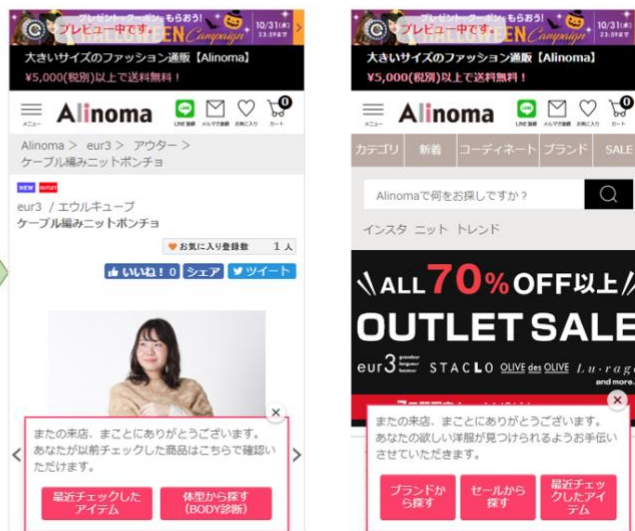 プレゼント・クーポンもらおう!
プレビュー中です。
EN Campaign
10/31(水)
23:59まで
大きいサイズのファッション通販【Alinoma】
¥5,000(税別)以上で送料無料!
メニュー
Alinoma
LINE登録
メルマガ登録
お気に入り
カート
0
Alinoma > eur3 > アウター >
ケーブル編みニットポンチョ
NEW
OUTLET
eur3 / エウルキューブ
ケーブル編みニットポンチョ
お気に入り登録数 1人
いいね! 0 シェア ツイート
またの来店、まことにありがとうございます。
あなたが以前チェックした商品はこちらで確認い
ただけます。
最近チェックした
アイテム
体型から探す
(BODY診断)
プレゼント・クーポンもらおう!
プレビュー中です。
EN Campaign
10/31(水)
23:59まで
大きいサイズのファッション通販【Alinoma】
¥5,000(税別)以上で送料無料!
メニュー
Alinoma
LINE登録
メルマガ登録
お気に入り
カート
0
カテゴリ 新着 コーディネート ブランド SALE
Alinomaで何をお探しですか?
インスタ ニット トレンド
ALL70%OFF以上
OUTLET SALE
eur3 STACLO OLIVE des OLIVE Lu・rag
and more.
またの来店、まことにありがとうございます。
あなたの欲しい洋服が見つけられるようお手伝い
させていただきます。
ブランドか
ら探す
セールから
探す
最近チェッ
クしたアイ
テム